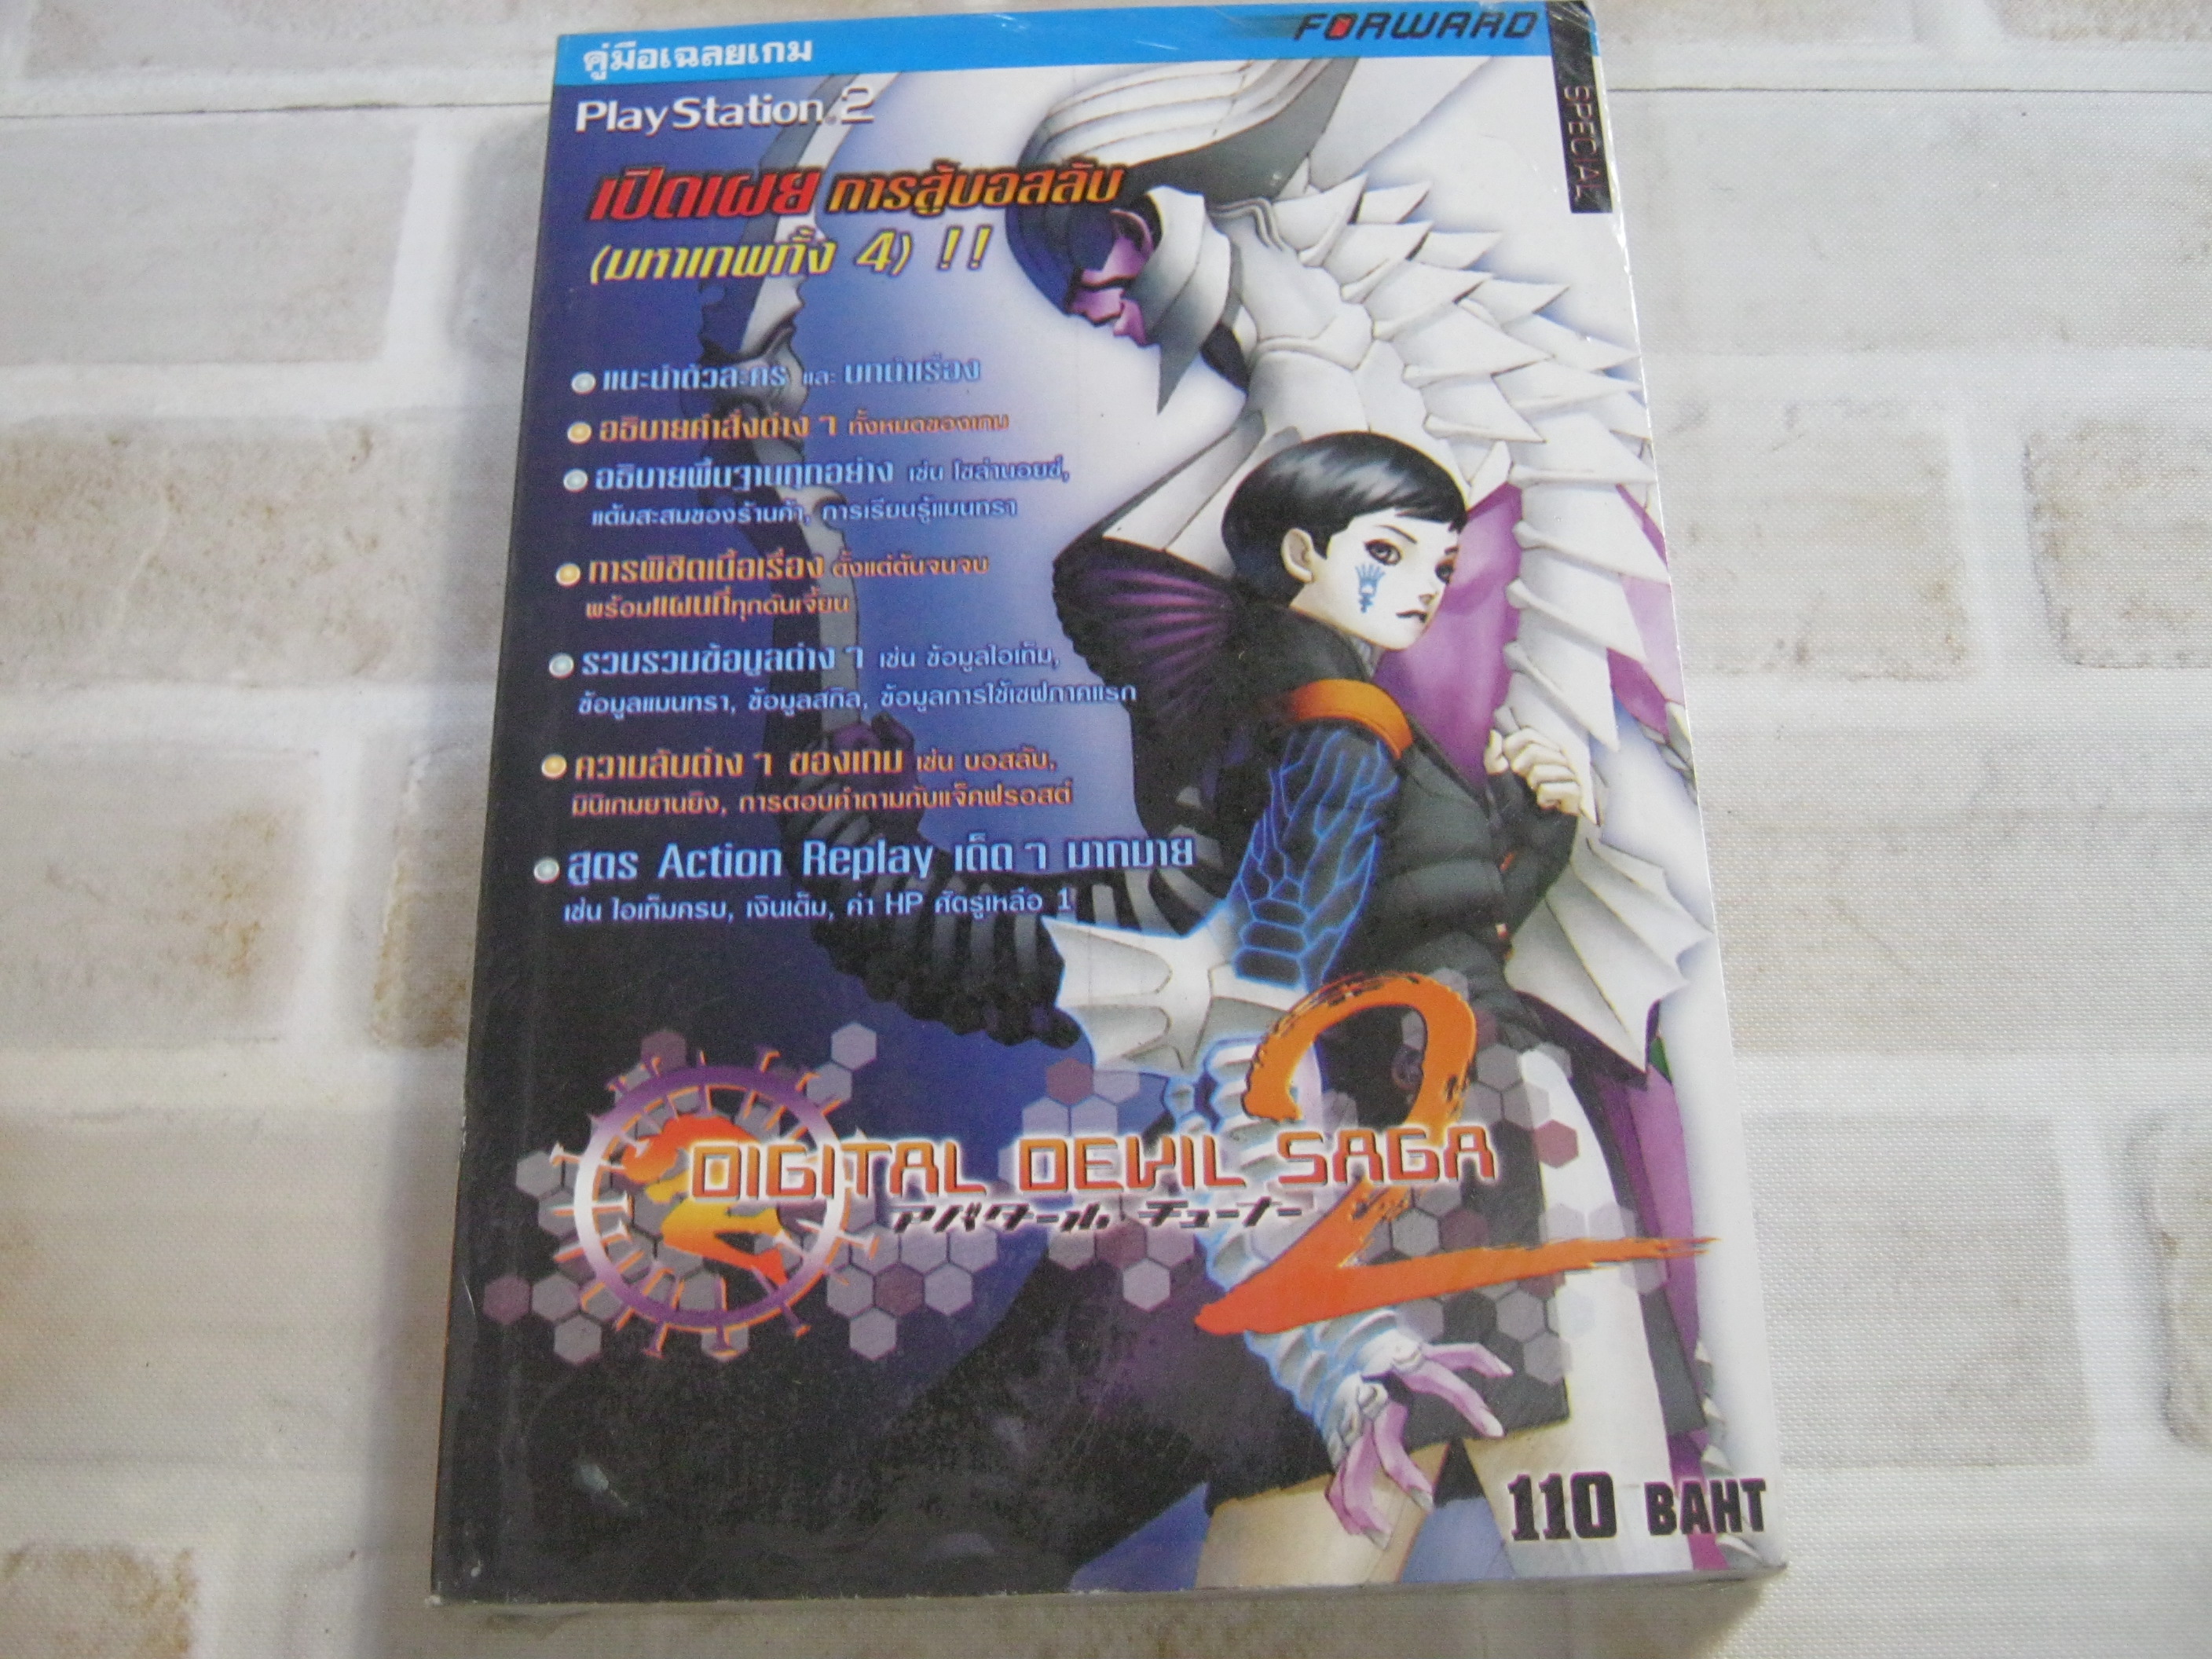 คู่มือเฉลยเกม
FORWARD
SPECIAL
PlayStation 2
เปิดเผย การสู้บอสลับ
(มหาเทพทั้ง 4) !!
แนะนำตัวละคร และ บทนำเรื่อง
อธิบายคำสั่งต่าง ๆ ทั้งหมดของเกม
อธิบายพื้นฐานทุกอย่าง เช่น โซล่านอยซ์,
แต้มสะสมของร้านค้า, การเรียนรู้แมนทรา
การพิชิตเนื้อเรื่อง ตั้งแต่ต้นจนจบ
พร้อมแผนที่ทุกดันเจี้ยน
รวบรวมข้อมูลต่าง ๆ เช่น ข้อมูลไอเท็ม,
ข้อมูลแมนทรา, ข้อมูลสกิล, ข้อมูลการใช้เซฟภาคแรก
ความลับต่าง ๆ ของเกม เช่น บอสลับ,
มินิเกมยานยิง, การตอบคำถามกับแจ็คฟรอสต์
สูตร Action Replay เด็ด ๆ มากมาย
เช่น ไอเท็มครบ, เงินเต็ม, ค่า HP ศัตรูเหลือ 1
DIGITAL DEVIL SAGA 2
アバタール チューナー
110 BAHT